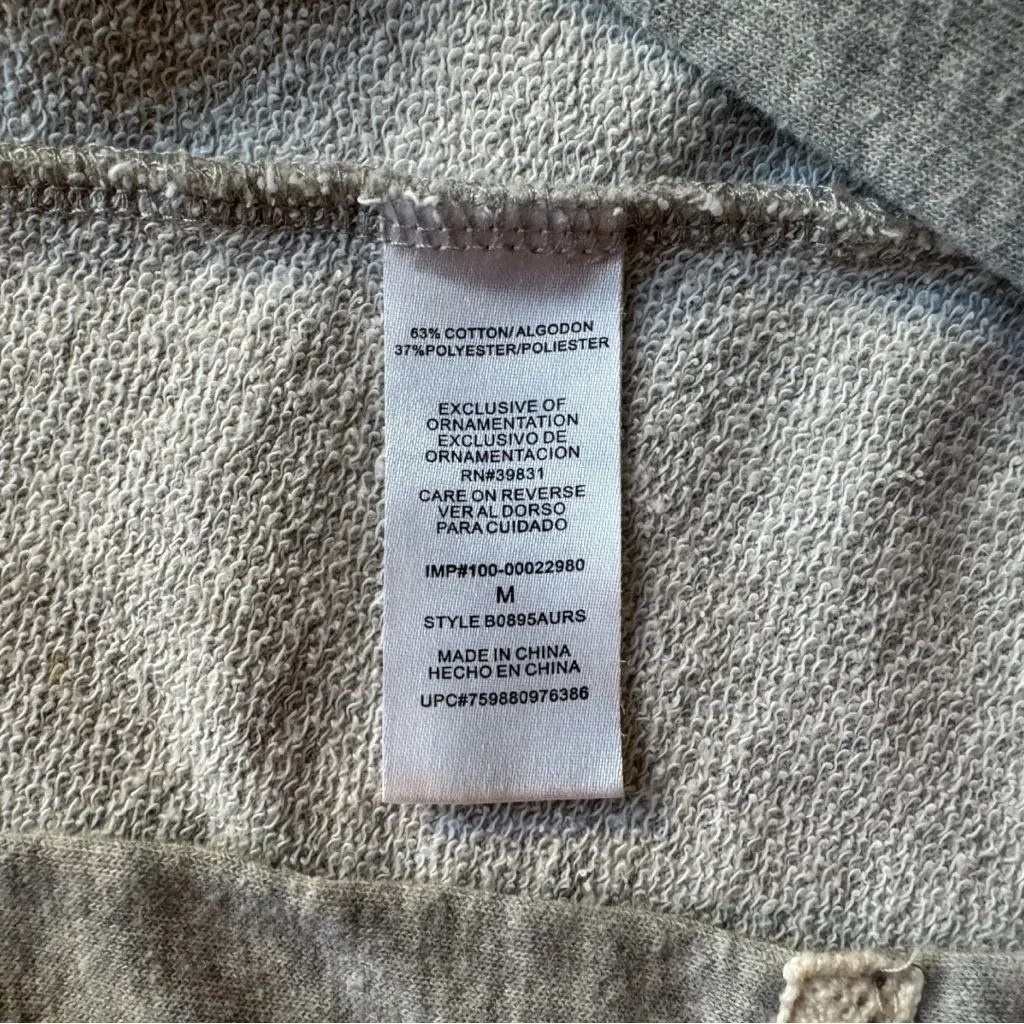 63% COTTON/ALGODON
37%POLYESTER/POLIESTER
EXCLUSIVE OF
ORNAMENTATION
EXCLUSIVO DE
ORNAMENTACION
RN#39831
CARE ON REVERSE
VER AL DORSO
PARA CUIDADO
IMP#100-00022980
M
STYLE B0895AURS
MADE IN CHINA
HECHO EN CHINA
UPC#759880976386